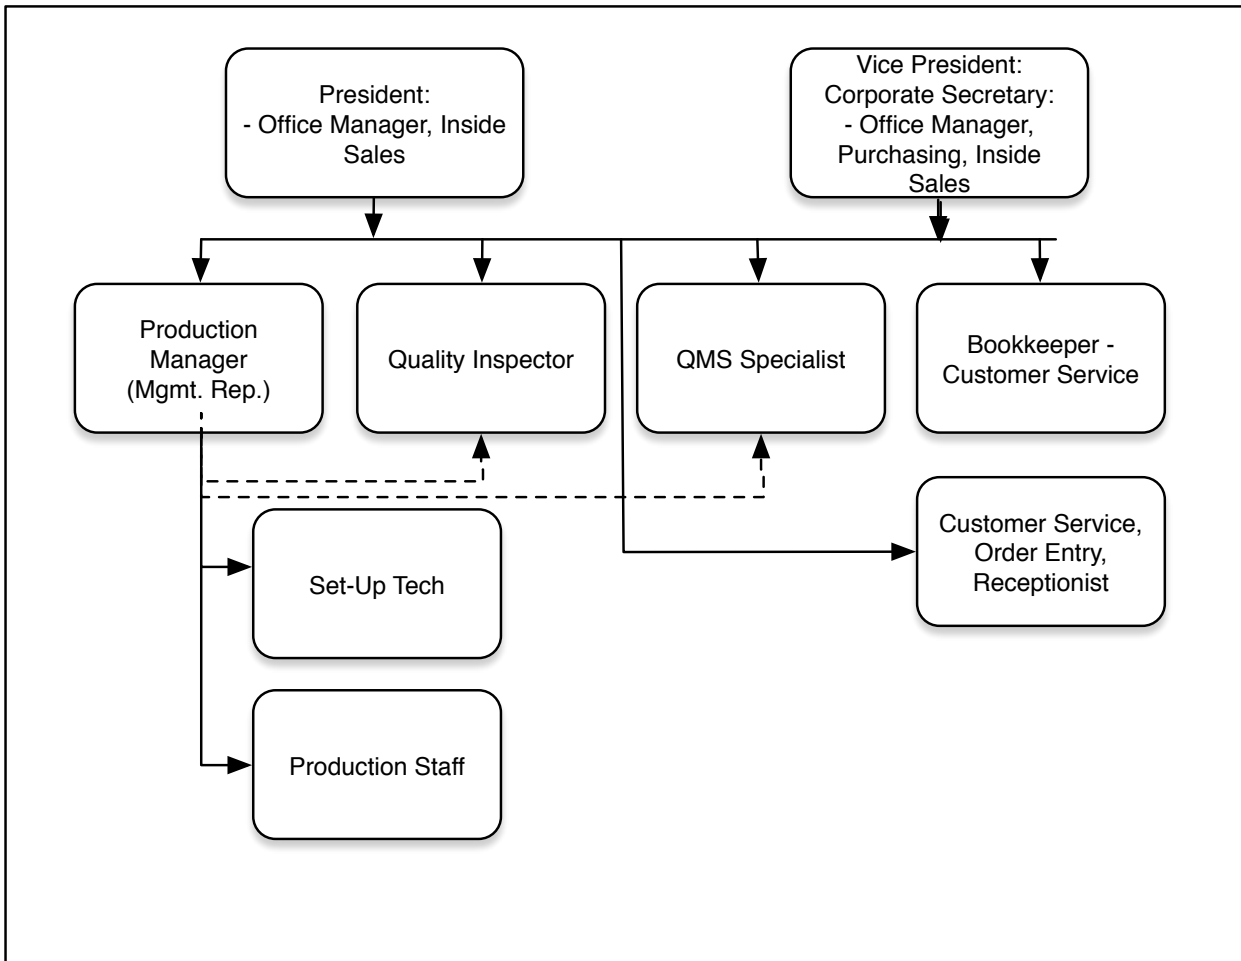 President:
- Office Manager, Inside
Sales
Vice President:
Corporate Secretary:
- Office Manager,
Purchasing, Inside
Sales
Production
Manager
(Mgmt. Rep.)
Quality Inspector
QMS Specialist
Bookkeeper -
Customer Service
Customer Service,
Order Entry,
Receptionist
Set-Up Tech
Production Staff